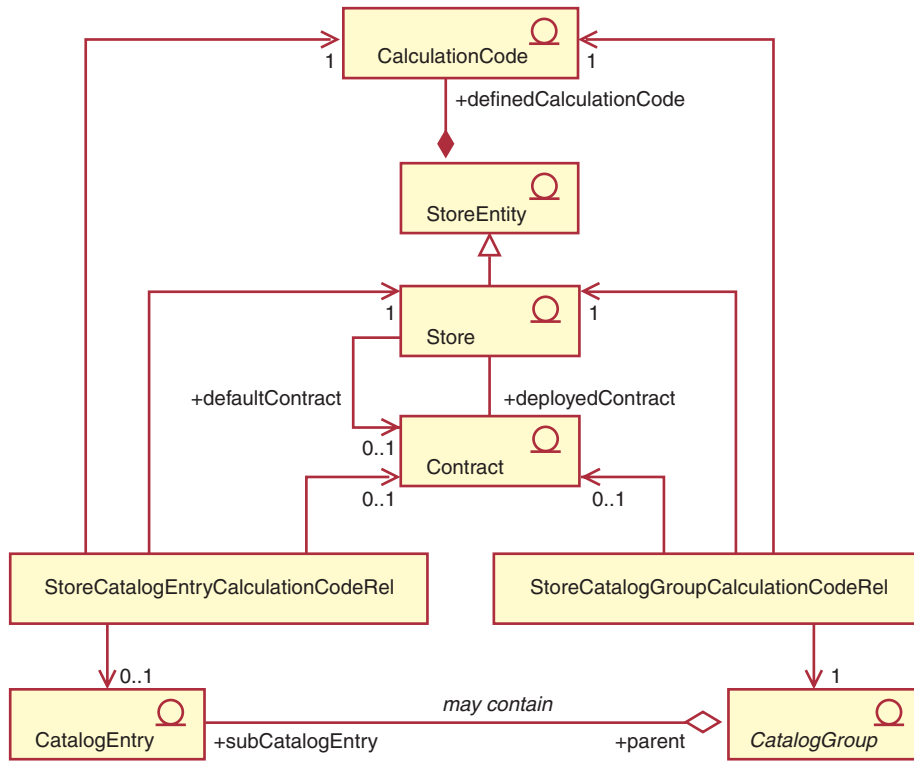 CalculationCode
1
1
+definedCalculationCode
StoreEntity
1
1
Store
+defaultContract
+deployedContract
0..1
Contract
0..1
0..1
StoreCatalogEntryCalculationCodeRel
StoreCatalogGroupCalculationCodeRel
0..1
1
may contain
CatalogEntry
+subCatalogEntry
+parent
CatalogGroup